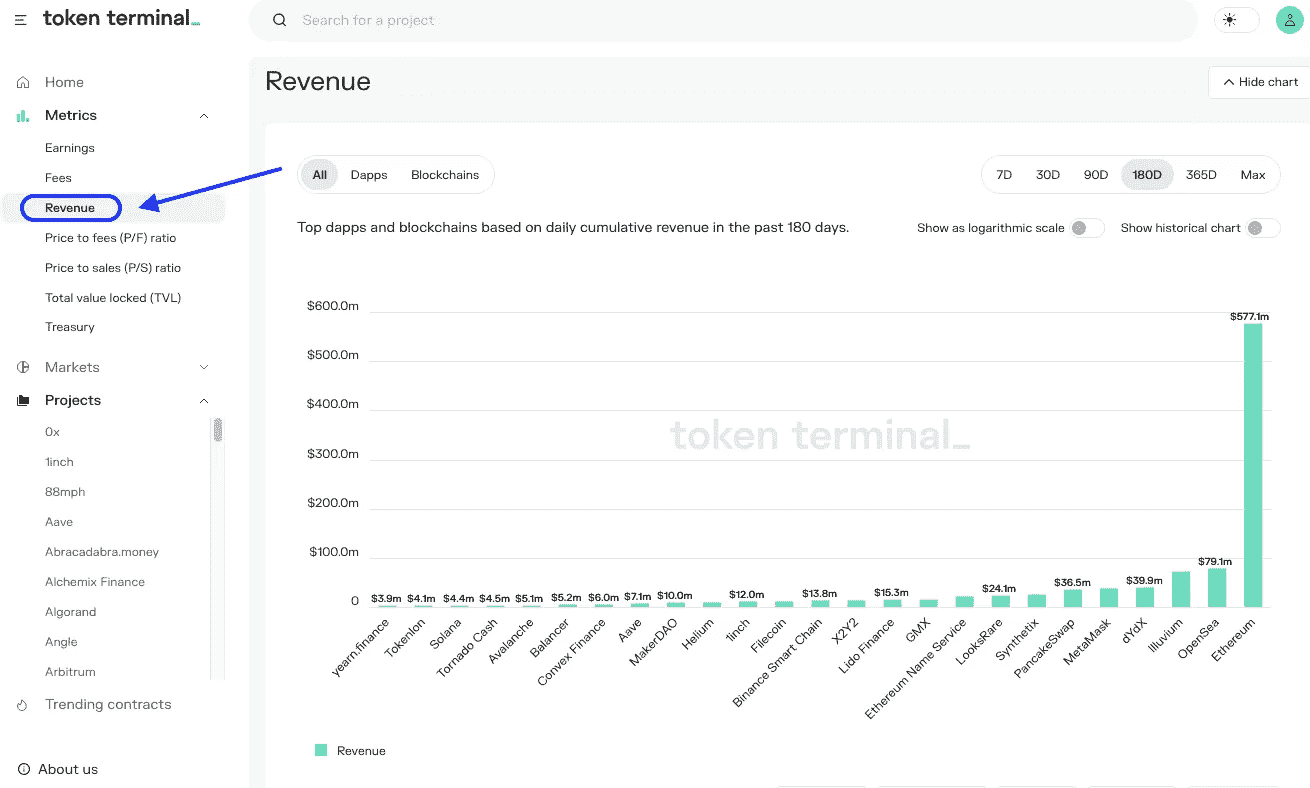 token terminal_
Search for a project
Home
Metrics
Earnings
Fees
Revenue
Price to fees (P/F) ratio
Price to sales (P/S) ratio
Total value locked (TVL)
Treasury
Markets
Projects
0x
1inch
88mph
Aave
Abracadabra.money
Alchemix Finance
Algorand
Angle
Arbitrum
Trending contracts
About us
Revenue
Hide chart
All Dapps Blockchains
7D 30D 90D 180D 365D Max
Top dapps and blockchains based on daily cumulative revenue in the past 180 days.
Show as logarithmic scale Show historical chart
$600.0m
$500.0m
$400.0m
$300.0m
$200.0m
$100.0m
0
token terminal_
$3.9m $4.1m $4.4m $4.5m $5.1m $5.2m $6.0m $7.1m $10.0m $12.0m $13.8m $15.3m $24.1m $36.5m $39.9m $79.1m $577.1m
yearn.finance
Tokenlon
Solana
Tornado Cash
Avalanche
Balancer
Convex Finance
Aave
MakerDAO
Helium
1inch
Filecoin
Binance Smart Chain
X2Y2
Lido Finance
GMX
Ethereum Name Service
LooksRare
Synthetix
PancakeSwap
MetaMask
dYdX
Illuvium
OpenSea
Ethereum
Revenue